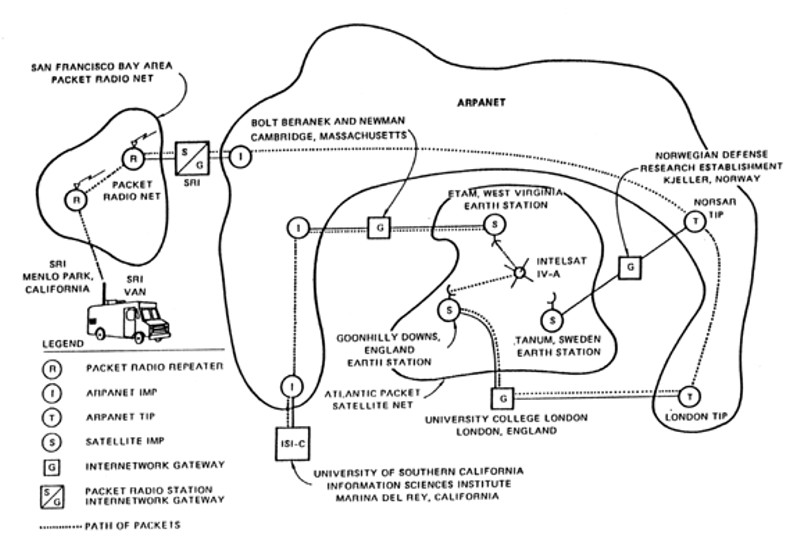 SAN FRANCISCO BAY AREA
PACKET RADIO NET
ARPANET
BOLT BERANEK AND NEWMAN
CAMBRIDGE, MASSACHUSETTS
NORWEGIAN DEFENSE
RESEARCH ESTABLISHMENT
KJELLER, NORWAY
R
S/G
SRI
I
PACKET
RADIO NET
R
ETAM, WEST VIRGINIA
EARTH STATION
NORSAR
TIP
T
I
G
S
INTELSAT
IV-A
G
SRI
MENLO PARK,
CALIFORNIA
SRI
VAN
S
S
GOONHILLY DOWNS,
ENGLAND
EARTH STATION
TANUM, SWEDEN
EARTH STATION
ATLANTIC PACKET
SATELLITE NET
I
G
T
UNIVERSITY COLLEGE LONDON
LONDON, ENGLAND
LONDON TIP
ISI-C
UNIVERSITY OF SOUTHERN CALIFORNIA
INFORMATION SCIENCES INSTITUTE
MARINA DEL REY, CALIFORNIA
LEGEND
R PACKET RADIO REPEATER
I ARPANET IMP
T ARPANET TIP
S SATELLITE IMP
G INTERNETWORK GATEWAY
S/G PACKET RADIO STATION
INTERNETWORK GATEWAY
PATH OF PACKETS